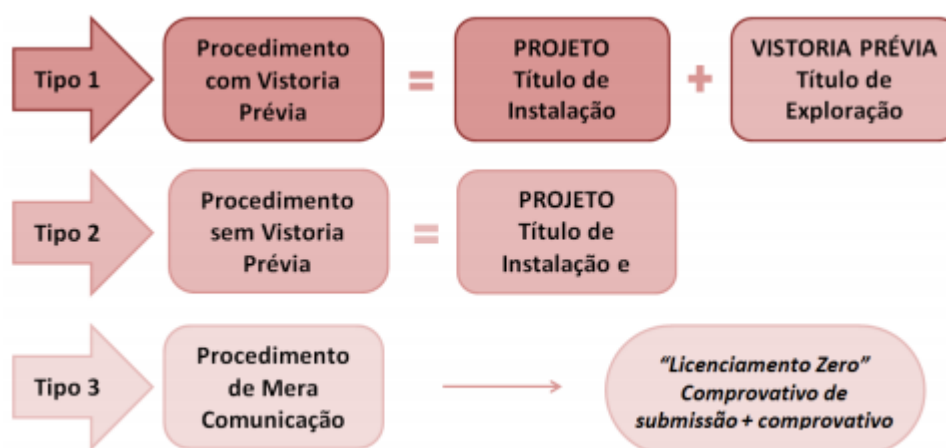 Tipo 1
Procedimento
com Vistoria
Prévia
=
PROJETO
Título de
Instalação
+
VISTORIA PRÉVIA
Título de
Exploração
Tipo 2
Procedimento
sem Vistoria
Prévia
=
PROJETO
Título de
Instalação e
Tipo 3
Procedimento
de Mera
Comunicação
“Licenciamento Zero”
Comprovativo de
submissão + comprovativo